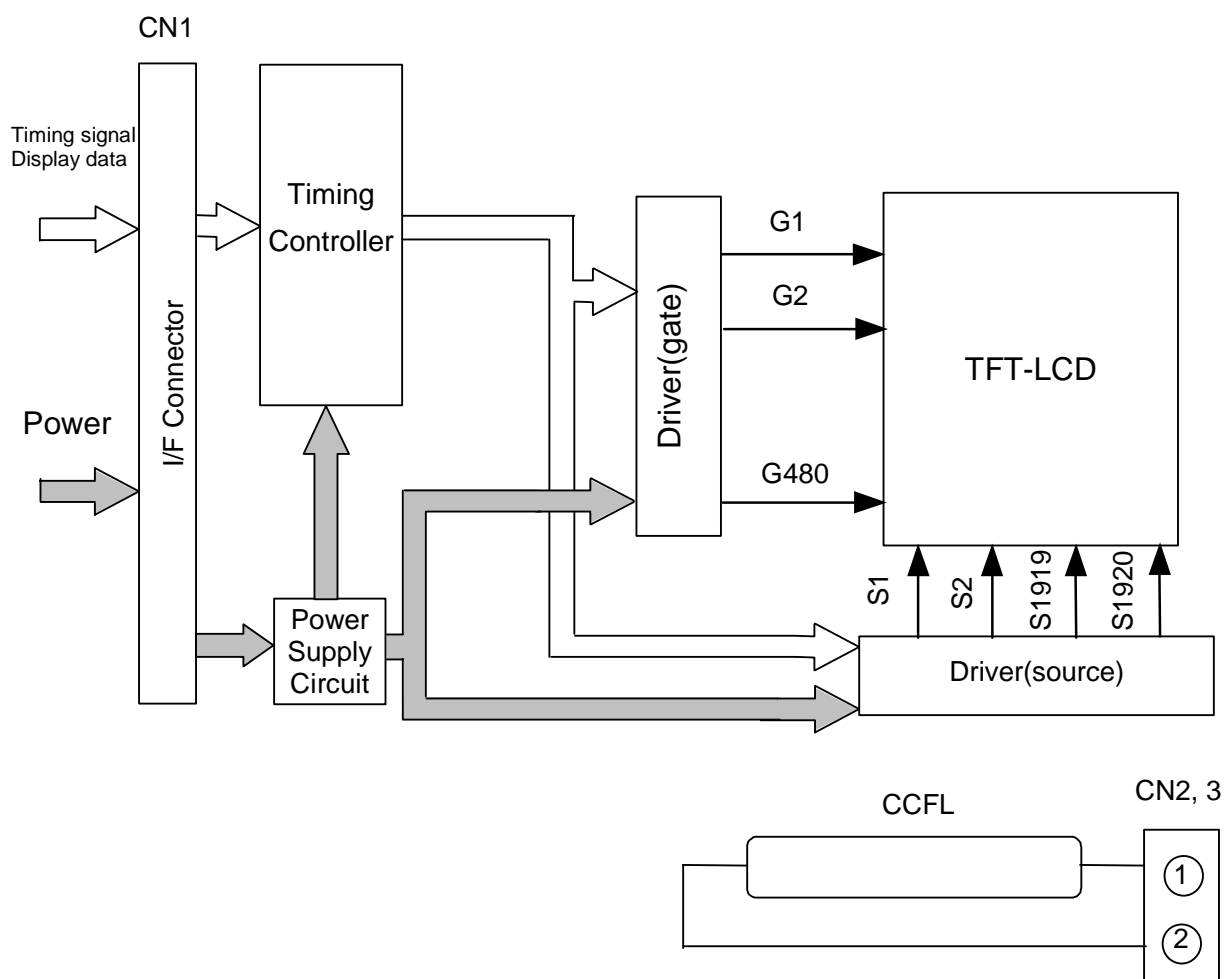 CN1
Timing signal
Display data
Power
I/F Connector
Timing
Controller
Power
Supply
Circuit
Driver(gate)
G1
G2
G480
TFT-LCD
S1
S2
S1919
S1920
Driver(source)
CCFL
CN2, 3
1
2